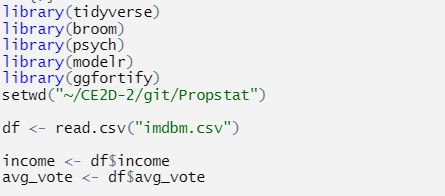 library(tidyverse)
library(broom)
library(psych)
library(modelr)
library(ggfortify)
setwd("~/CE2D-2/git/Propstat")
df <- read.csv("imdbm.csv")
income <- df$income
avg_vote <- df$avg_vote